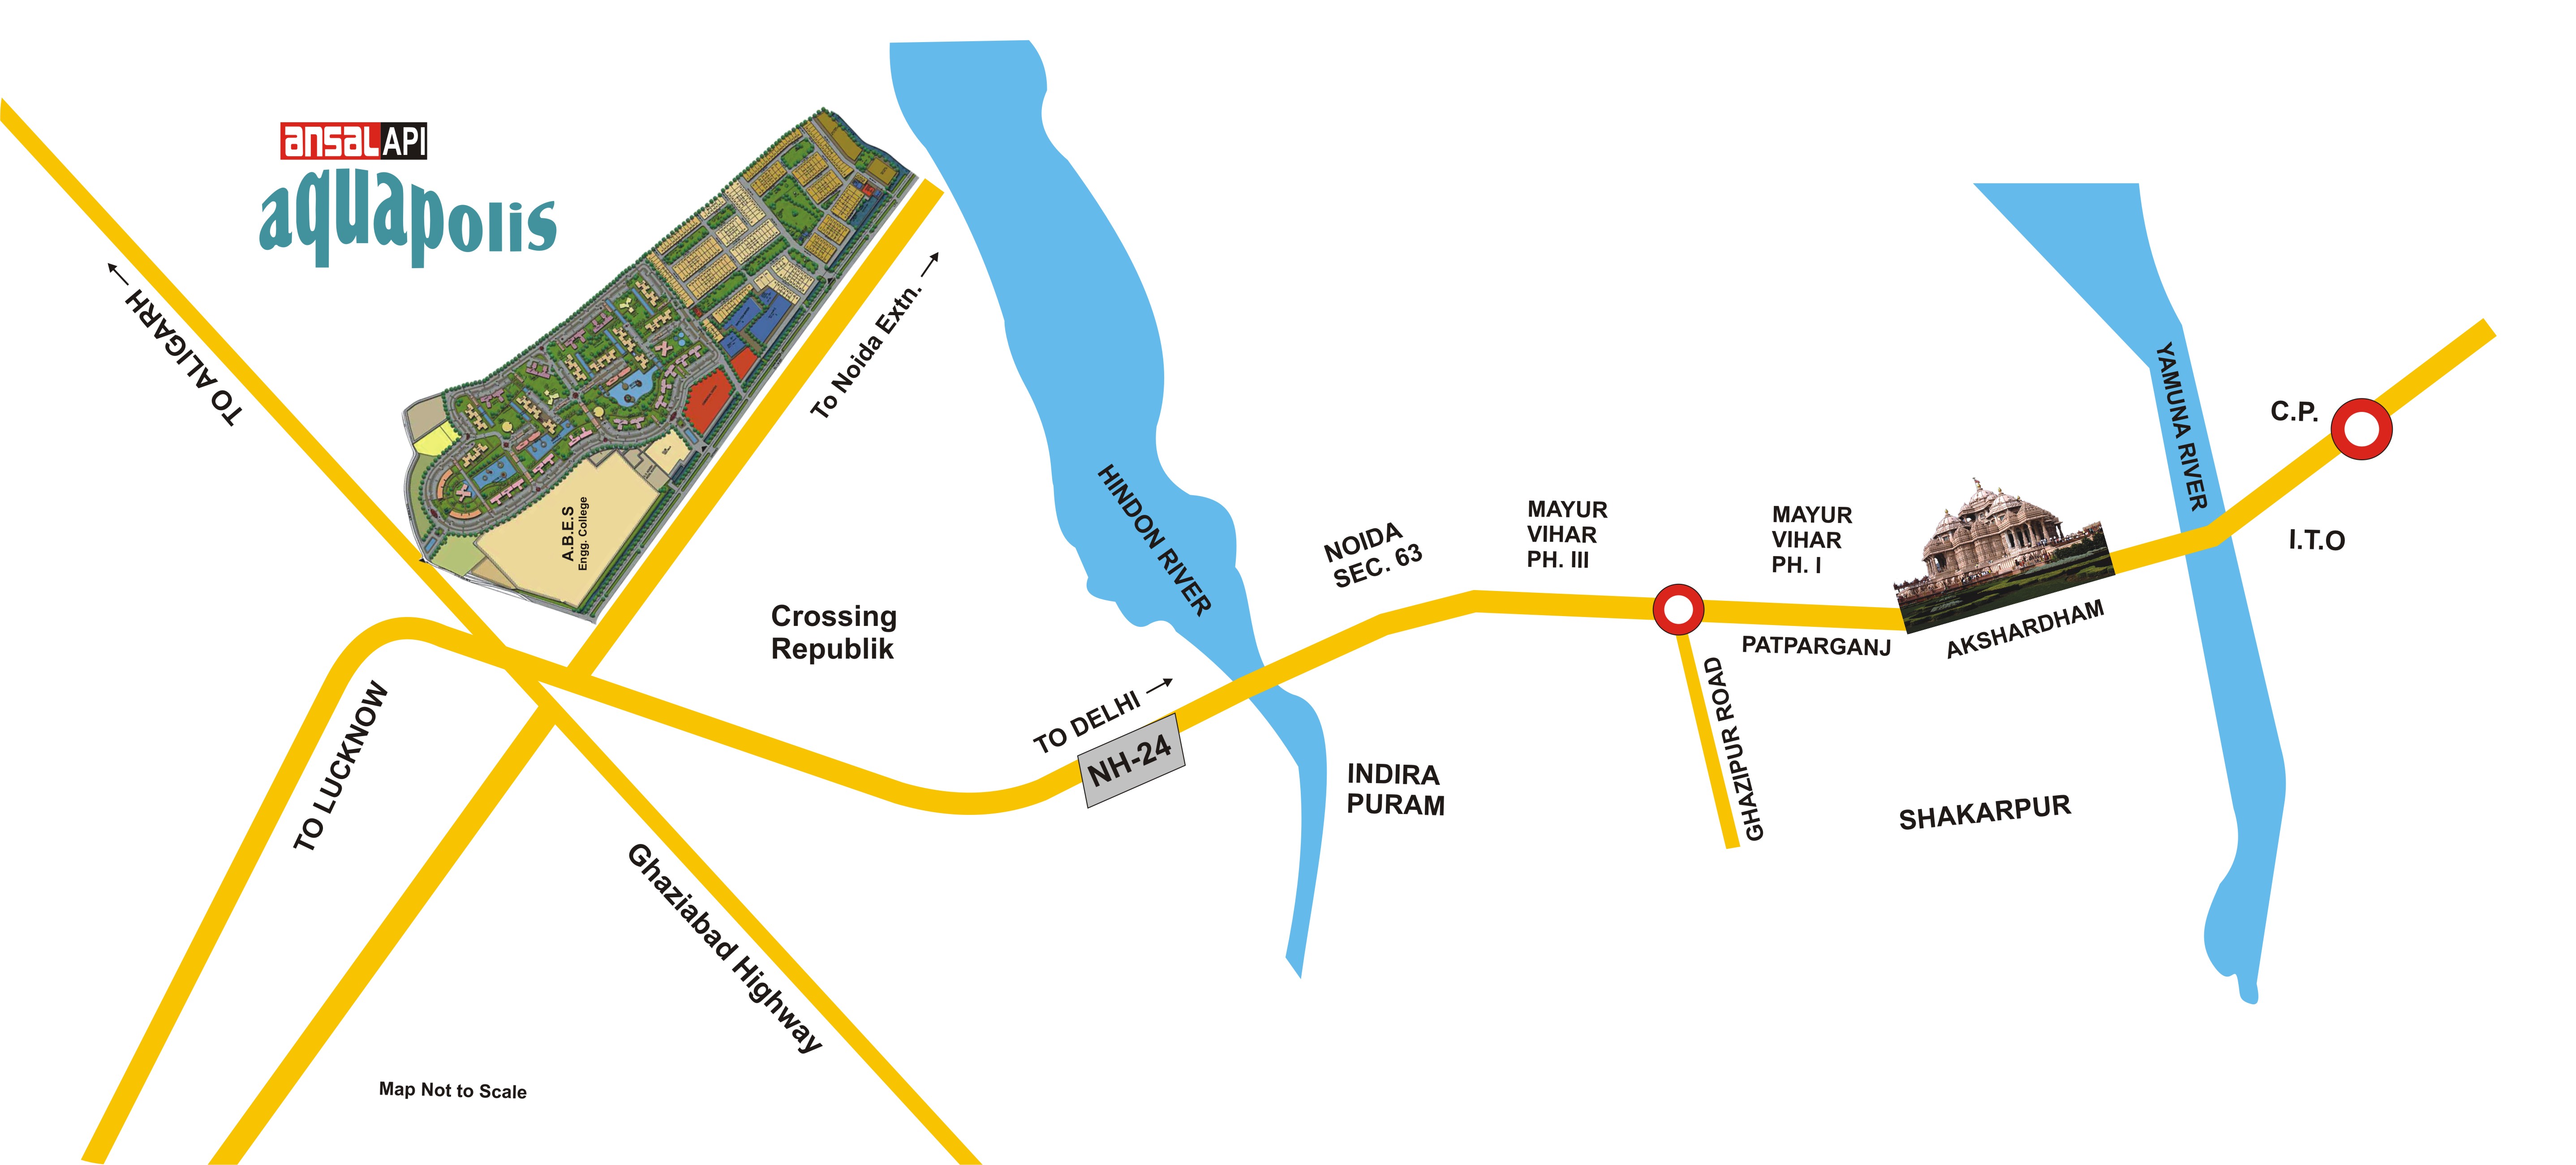 ansal API
aquapolis
TO ALIGARH
To Noida Extn.
A.B.E.S
Engg. College
Crossing
Republik
TO LUCKNOW
Ghaziabad Highway
Map Not to Scale
TO DELHI
NH-24
HINDON RIVER
INDIRA
PURAM
NOIDA
SEC. 63
MAYUR
VIHAR
PH. III
MAYUR
VIHAR
PH. I
GHAZIPUR ROAD
PATPARGANJ
AKSHARDHAM
SHAKARPUR
YAMUNA RIVER
C.P.
I.T.O